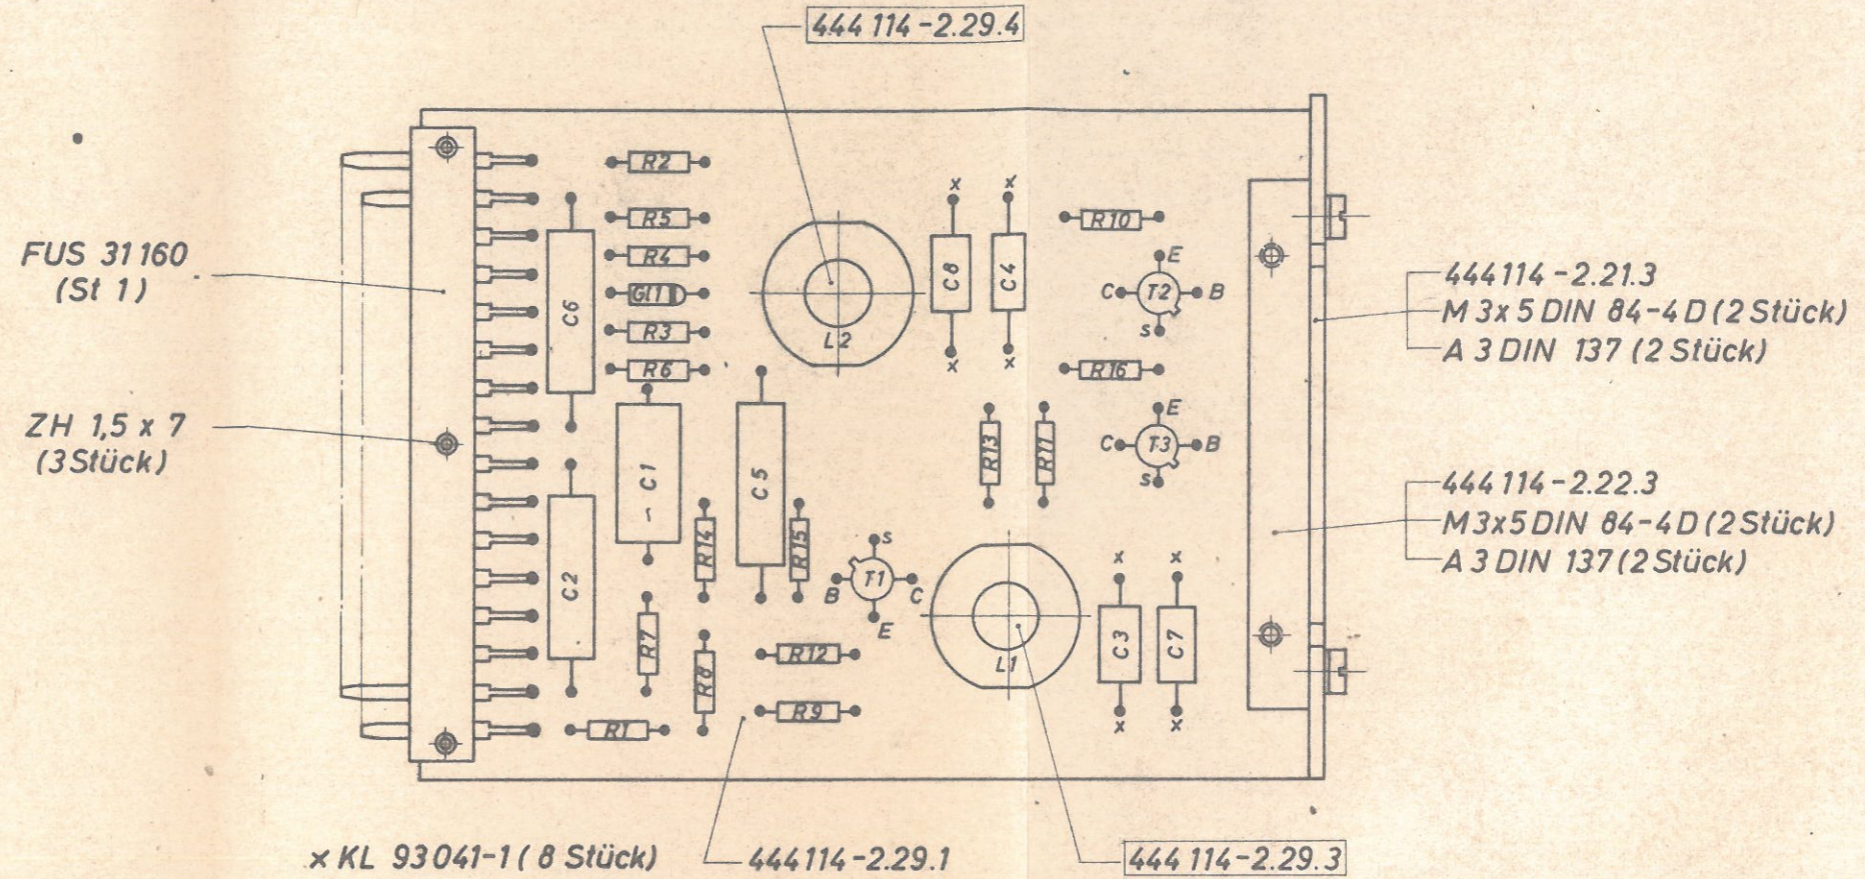 444 114-2.29.4
R2
R5
R4
Gl1
R3
R6
C6
L2
C8
C4
x
x
x
x
R10
E
C
T2
B
s
R16
E
C
T3
B
s
FUS 31160
(St 1)
ZH 1,5 x 7
(3 Stück)
444114-2.21.3
M 3x 5 DIN 84-4D (2 Stück)
A 3 DIN 137 (2 Stück)
444114-2.22.3
M 3x5 DIN 84-4D (2 Stück)
A 3 DIN 137 (2 Stück)
C1
~
C5
C2
R14
R15
R13
R11
s
B
T1
C
E
R7
R8
R12
R9
R1
L1
x
x
C3
C7
x
x
x KL 93041-1 ( 8 Stück)
444114-2.29.1
444 114-2.29.3